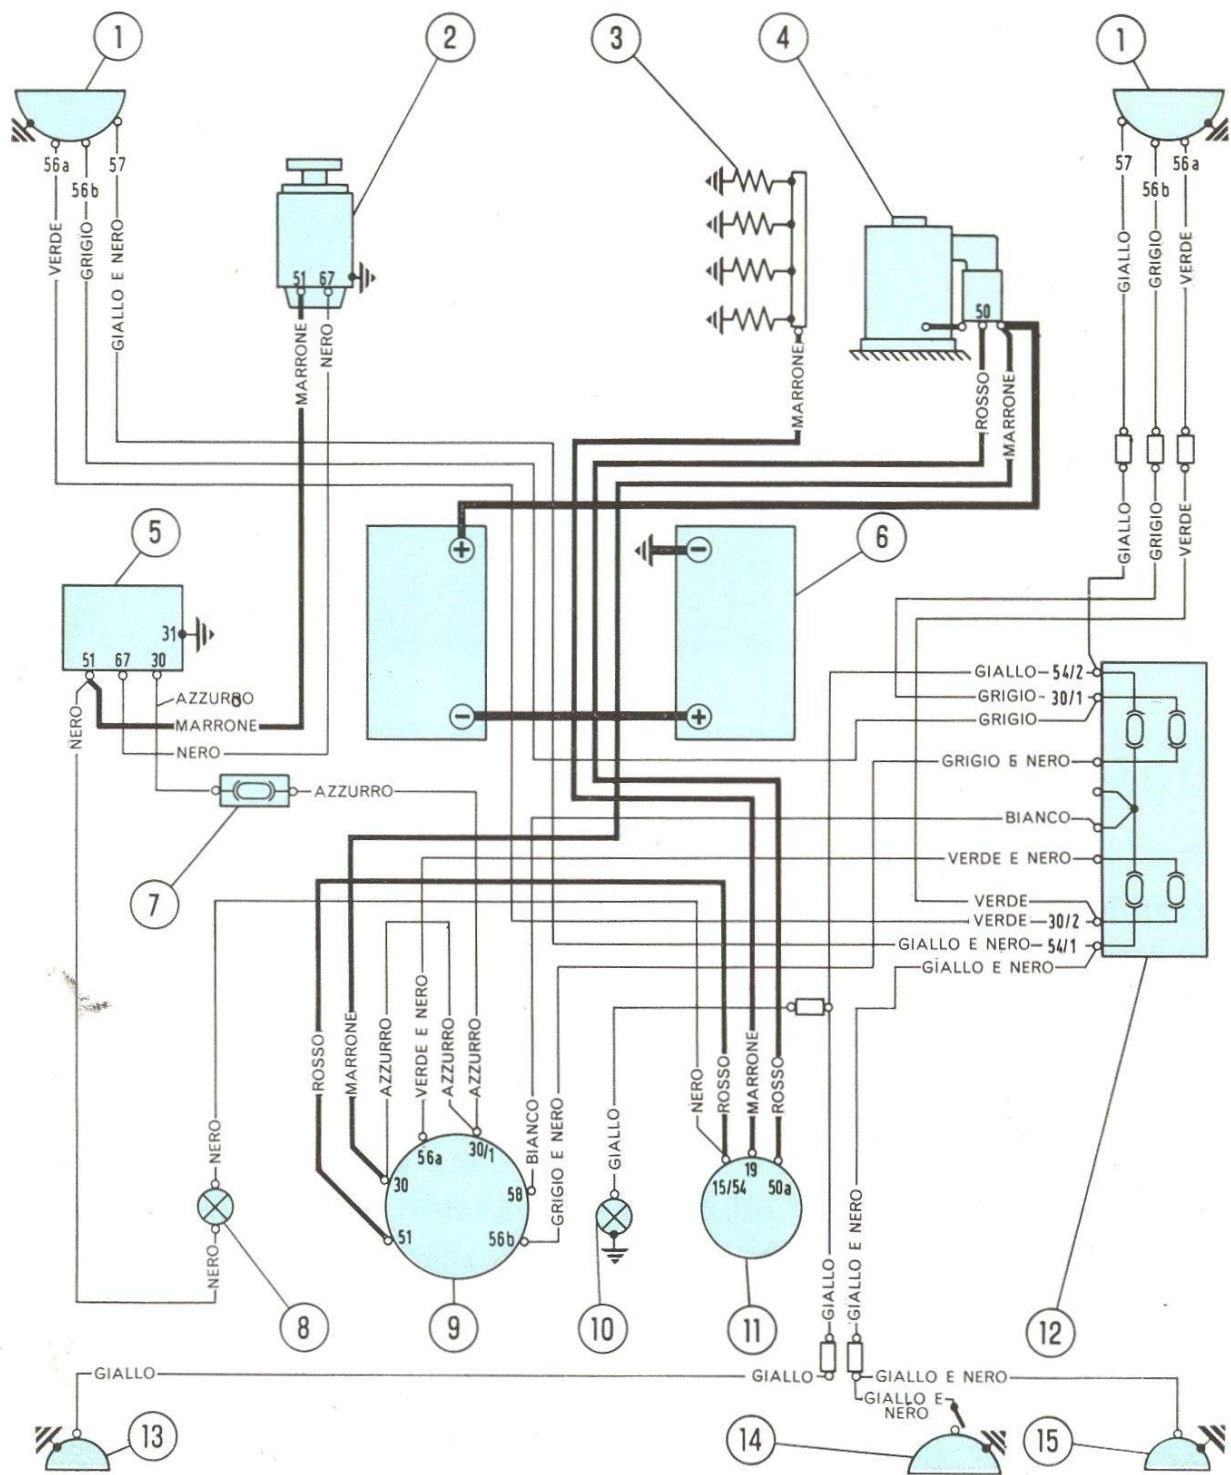 1
2
3
4
1
56a
56b
57
57
56b
56a
VERDE
GRIGIO
GIALLO E NERO
51
67
MARRONE
NERO
MARRONE
50
ROSSO
MARRONE
GIALLO
GRIGIO
VERDE
GIALLO
GRIGIO
VERDE
5
6
+
-
31
51
67
30
AZZURRO
MARRONE
NERO
NERO
-
+
GIALLO 54/2
GRIGIO 30/1
GRIGIO
GRIGIO E NERO
AZZURRO
BIANCO
VERDE E NERO
7
VERDE
VERDE 30/2
GIALLO E NERO 54/1
GIALLO E NERO
ROSSO
MARRONE
AZZURRO
VERDE E NERO
AZZURRO
AZZURRO
BIANCO
GRIGIO E NERO
GIALLO
NERO
ROSSO
MARRONE
ROSSO
NERO
NERO
56a
30/1
30
58
51
56b
15/54
19
50a
GIALLO
GIALLO E NERO
8
9
10
11
12
GIALLO
GIALLO
GIALLO E NERO
GIALLO E
NERO
13
14
15